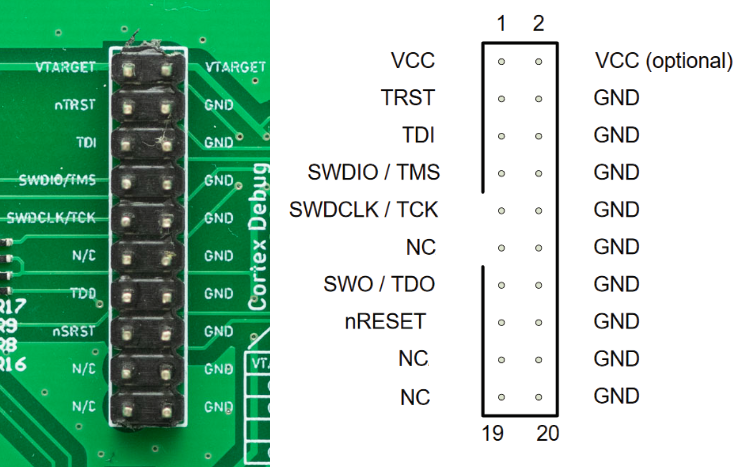 VTARGET VTARGET
nTRST GND
TDI GND
SWDIO/TMS GND
SWDCLK/TCK GND
N/C GND
TDO GND
nSRST GND
N/C GND
N/C GND
Cortex Debug
R17
R9
R8
R16
VT
1 2
VCC VCC (optional)
TRST GND
TDI GND
SWDIO / TMS GND
SWDCLK / TCK GND
NC GND
SWO / TDO GND
nRESET GND
NC GND
NC GND
19 20